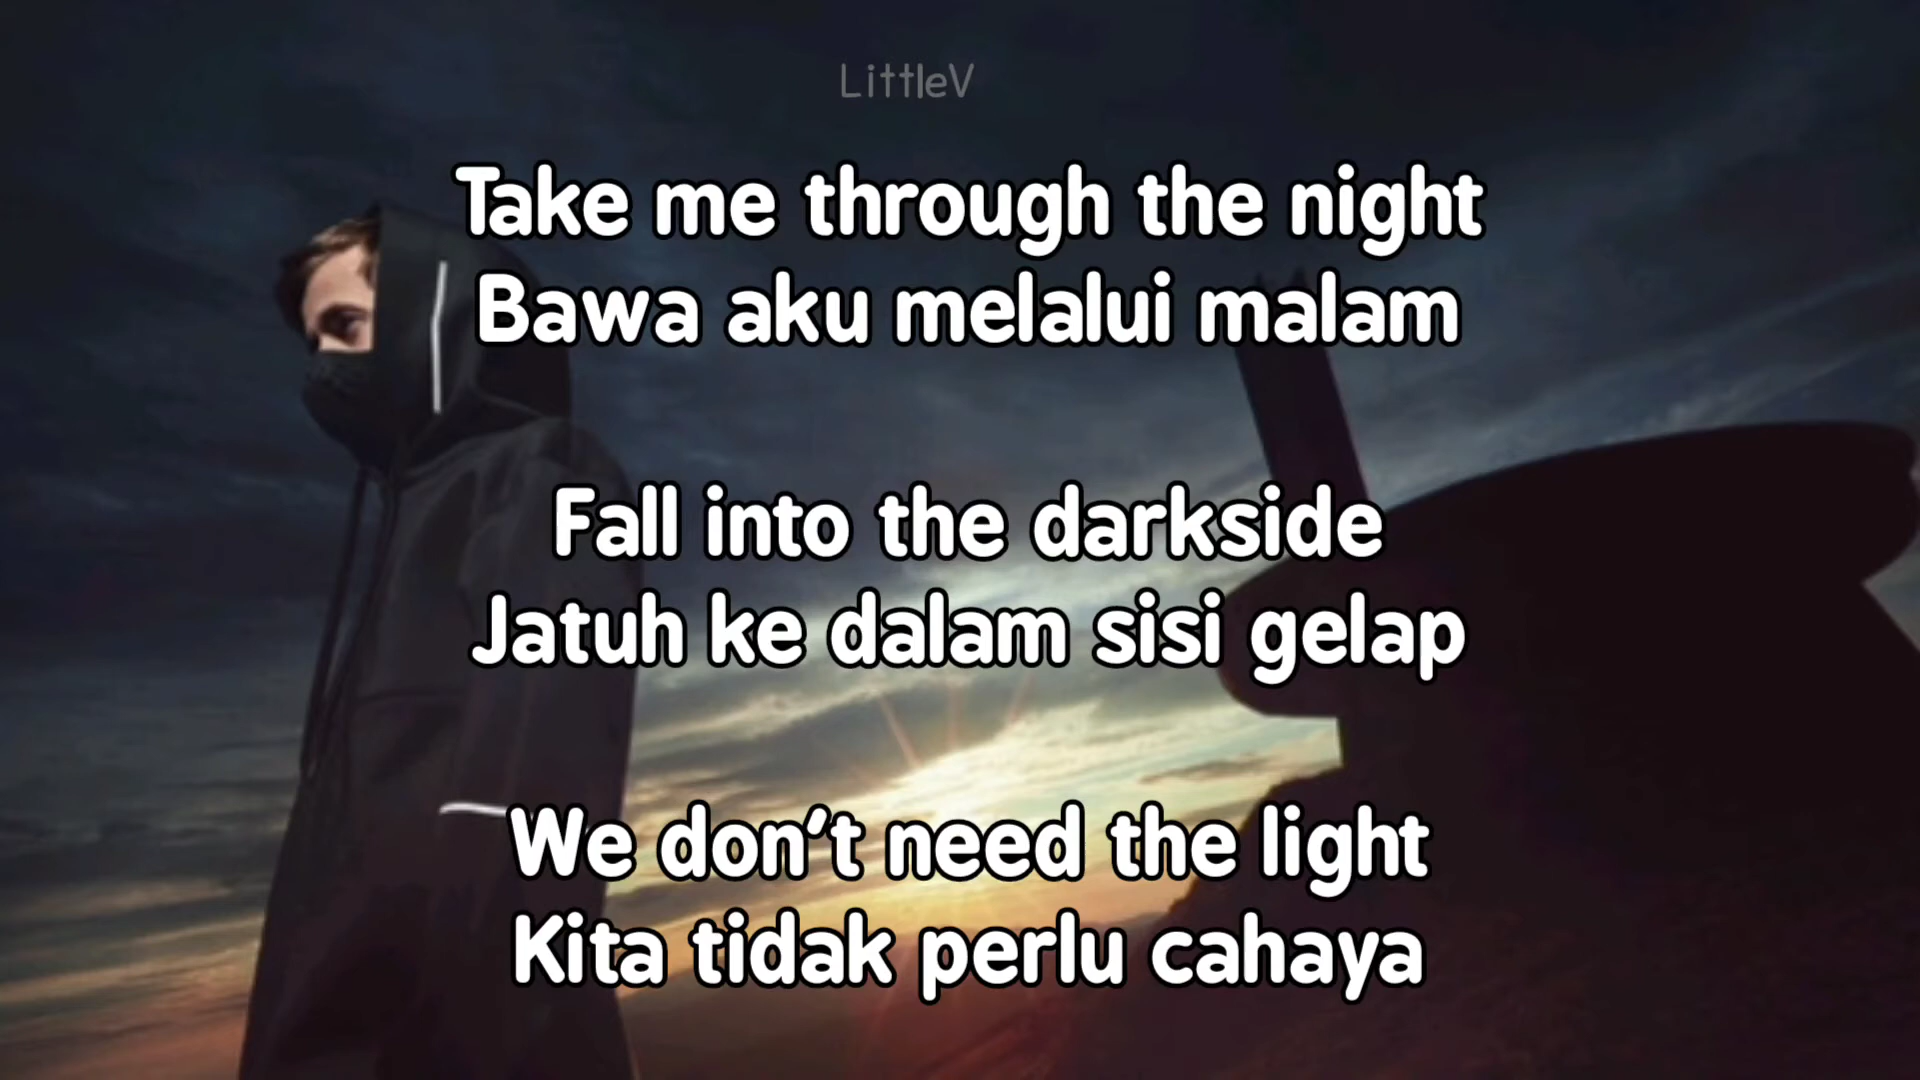 LittleV
Take me through the night
Bawa aku melalui malam
Fall into the darkside
Jatuh ke dalam sisi gelap
We don't need the light
Kita tidak perlu cahaya